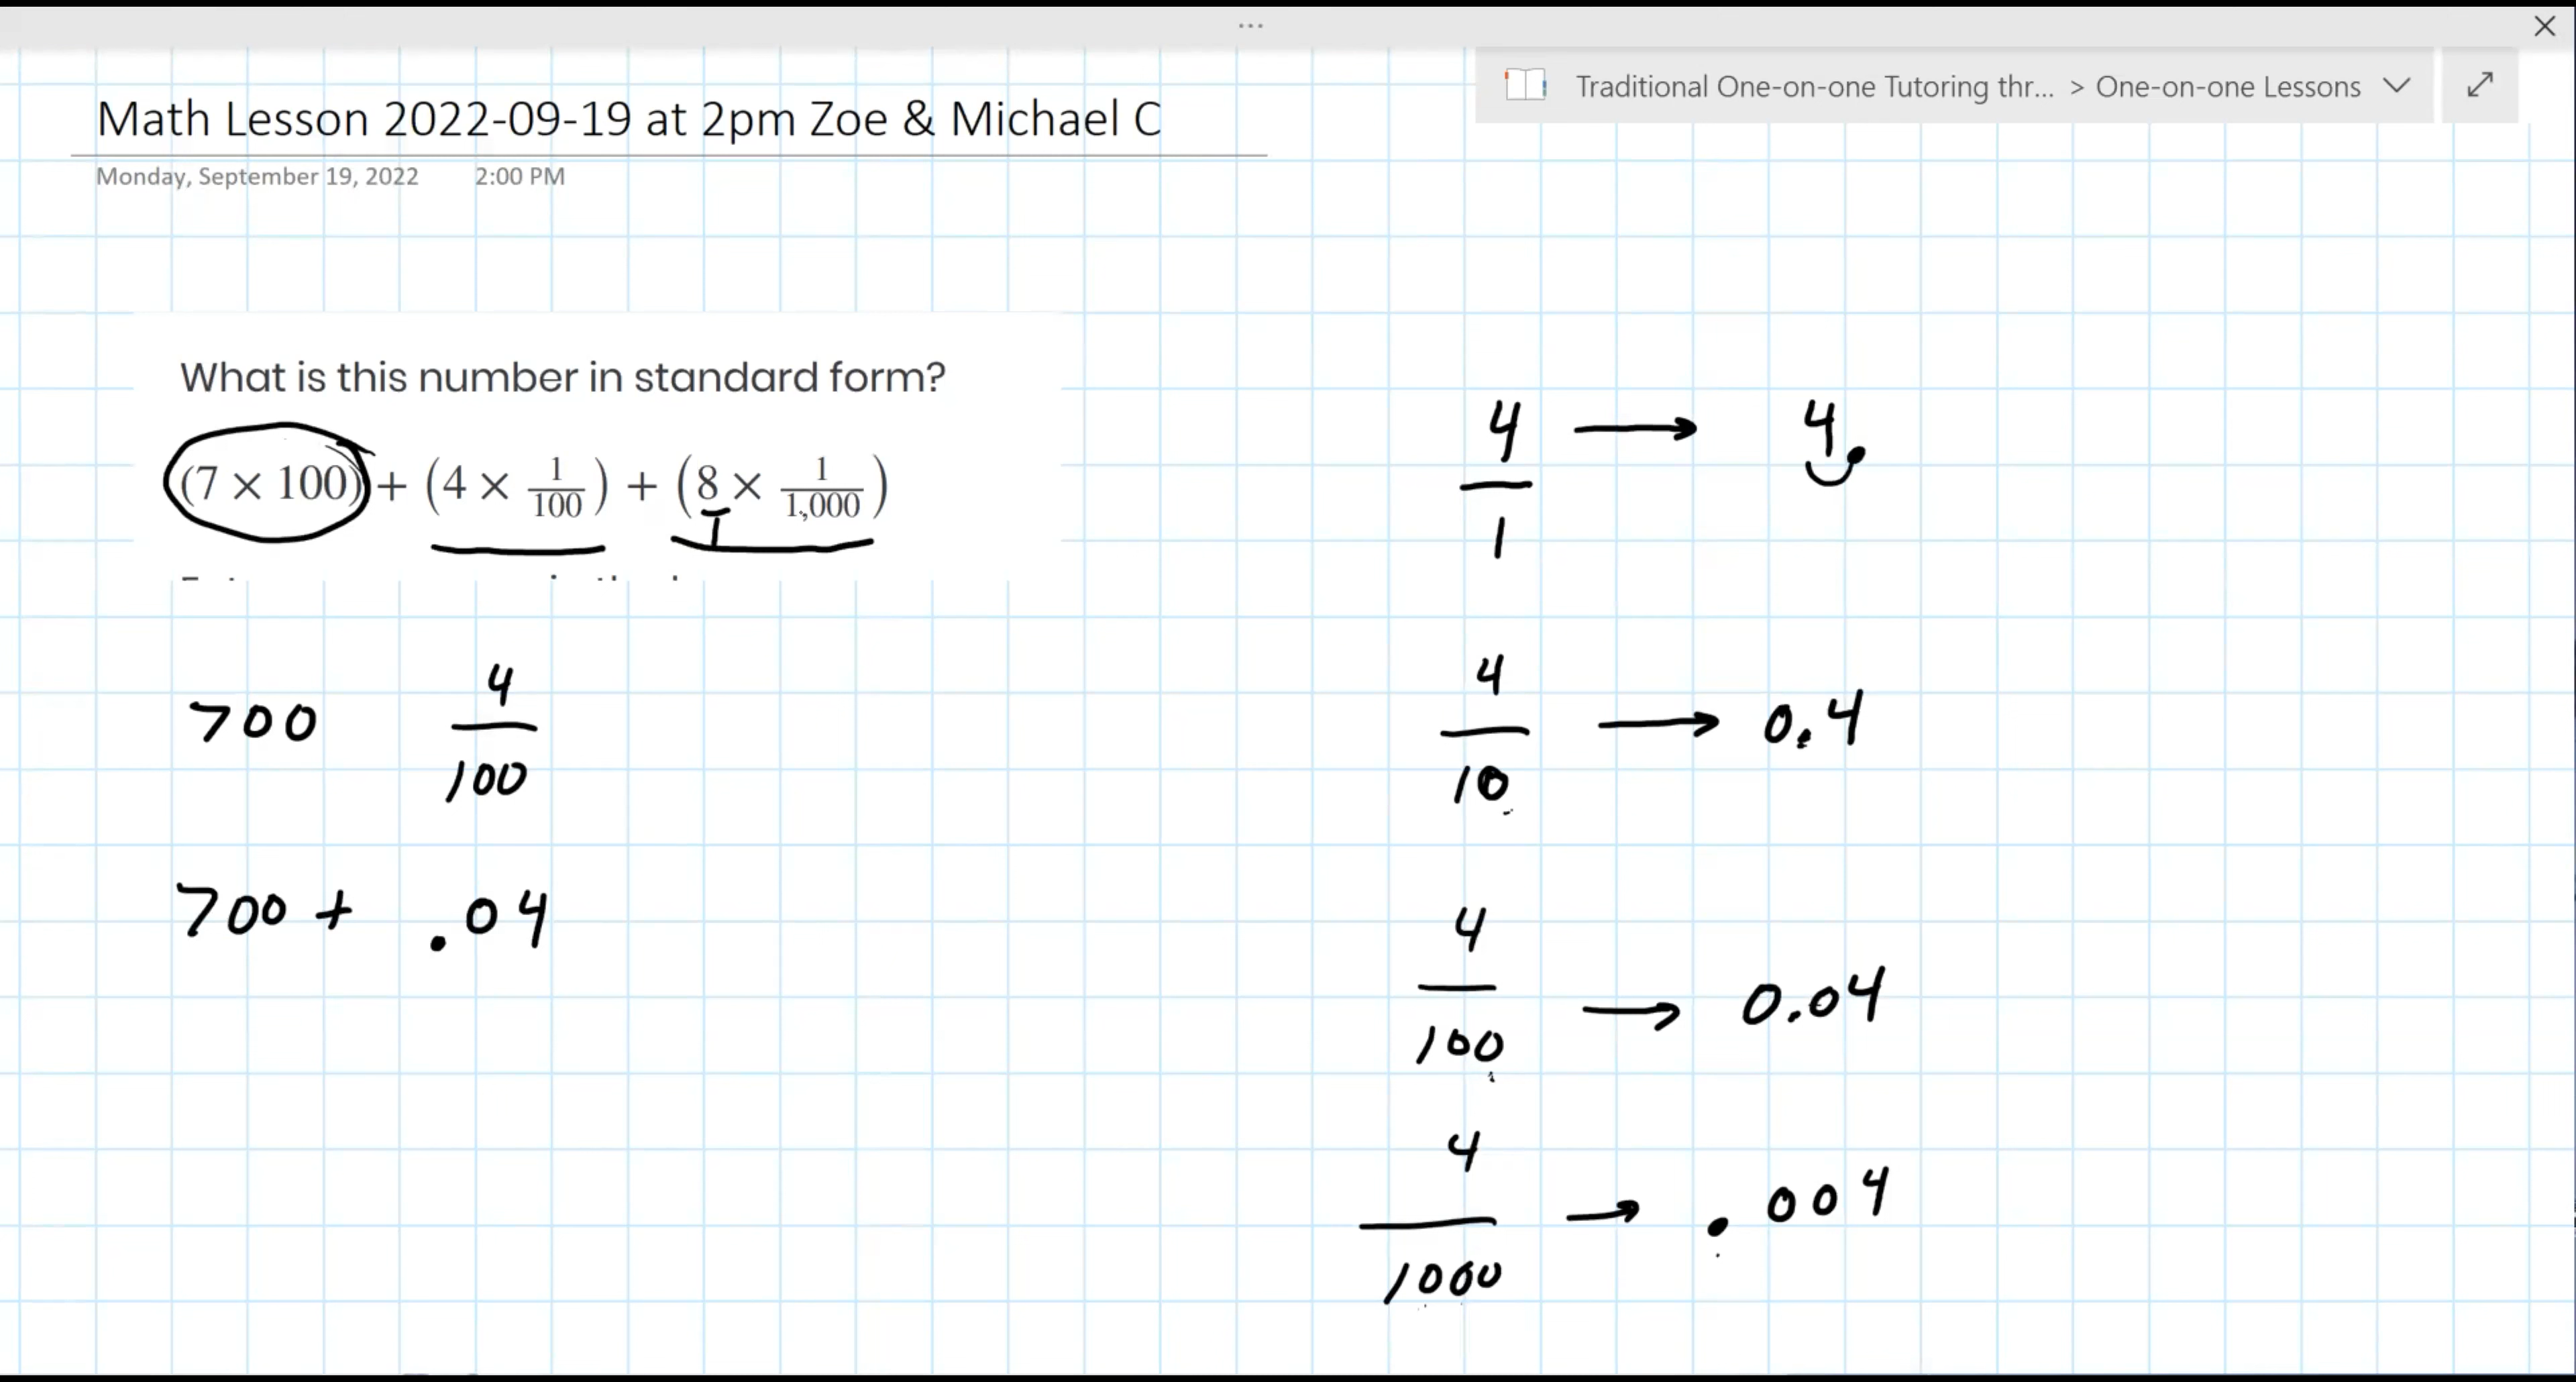 ...
Traditional One-on-one Tutoring thr... > One-on-one Lessons
Math Lesson 2022-09-19 at 2pm Zoe & Michael C
Monday, September 19, 2022 2:00 PM
What is this number in standard form?
(7 × 100) + (4 × 1/100) + (8 × 1/1,000)
1
700 4/100
700 + .04
4/1 → 4.
4/10 → 0.4
4/100 → 0.04
4/1000 → .004